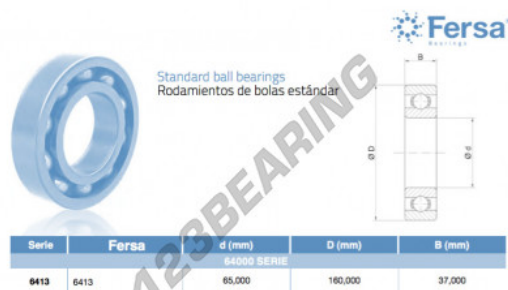 Fersa
Bearings
Standard ball bearings
Rodamientos de bolas estándar
B
Ø D
Ø d
123BEARING
Serie Fersa d (mm) D (mm) B (mm)
64000 SERIE
6413 6413 65,000 160,000 37,000